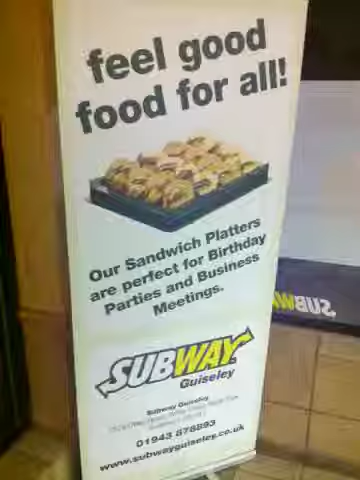 feel good
food for all!
Our Sandwich Platters
are perfect for Birthday
Parties and Business
Meetings.
SUBWAY
Guiseley
Subway Guiseley
01943 878893
www.subwayguiseley.co.uk
SUBWAY